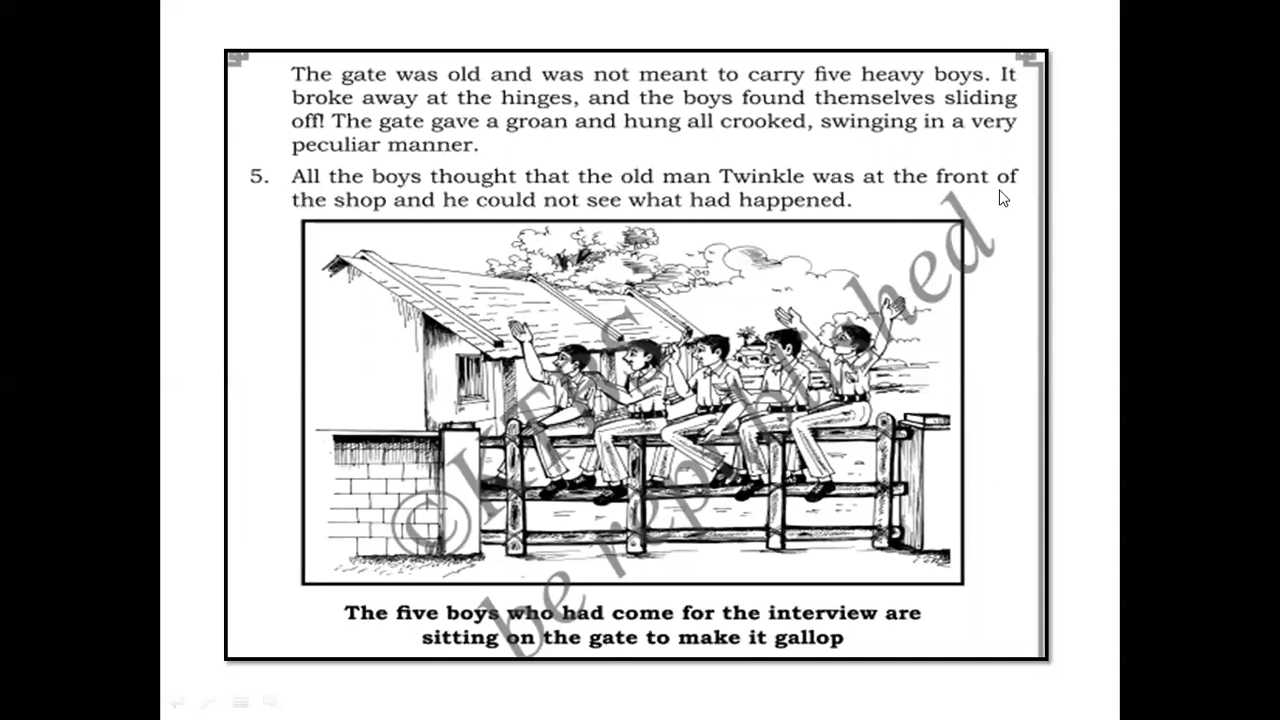 The gate was old and was not meant to carry five heavy boys. It
broke away at the hinges, and the boys found themselves sliding
off! The gate gave a groan and hung all crooked, swinging in a very
peculiar manner.
5. All the boys thought that the old man Twinkle was at the front of
the shop and he could not see what had happened.
©KTBS
be republished
The five boys who had come for the interview are
sitting on the gate to make it gallop